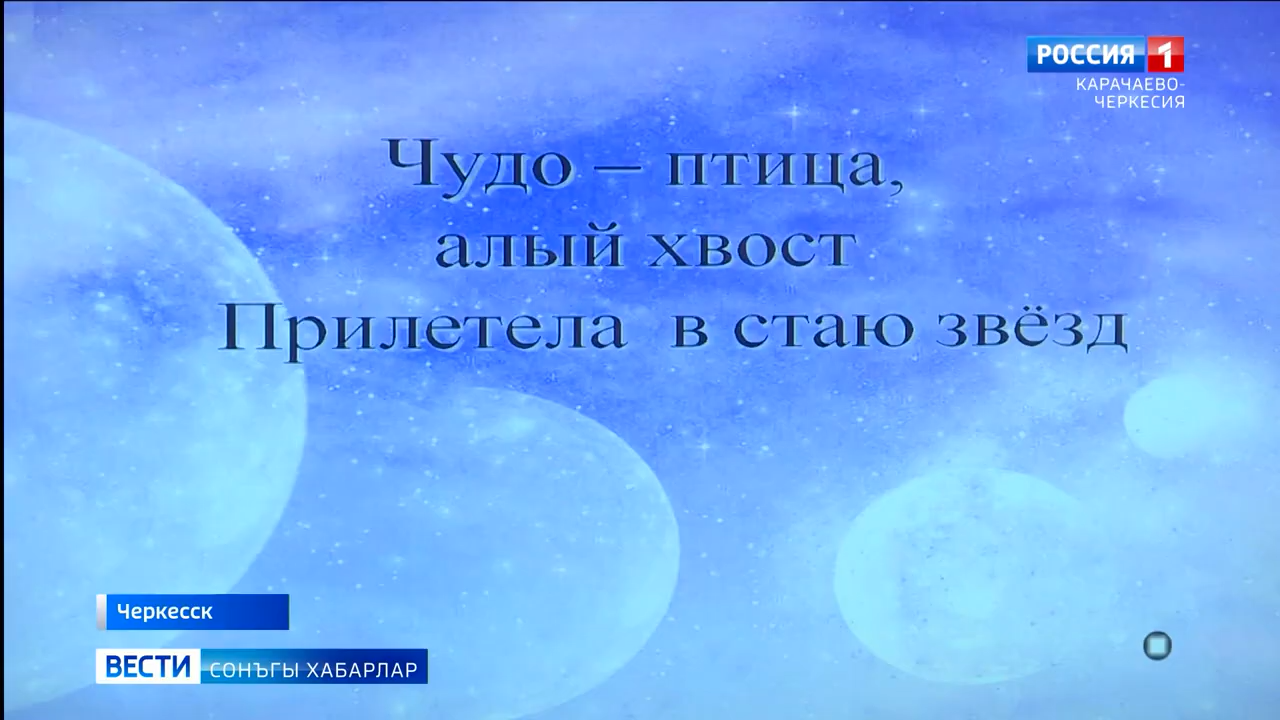 РОССИЯ 1
КАРАЧАЕВО-
ЧЕРКЕСИЯ
Чудо – птица,
алый хвост
Прилетела в стаю звёзд
Черкесск
ВЕСТИ СОНЪГЫ ХАБАРЛАР